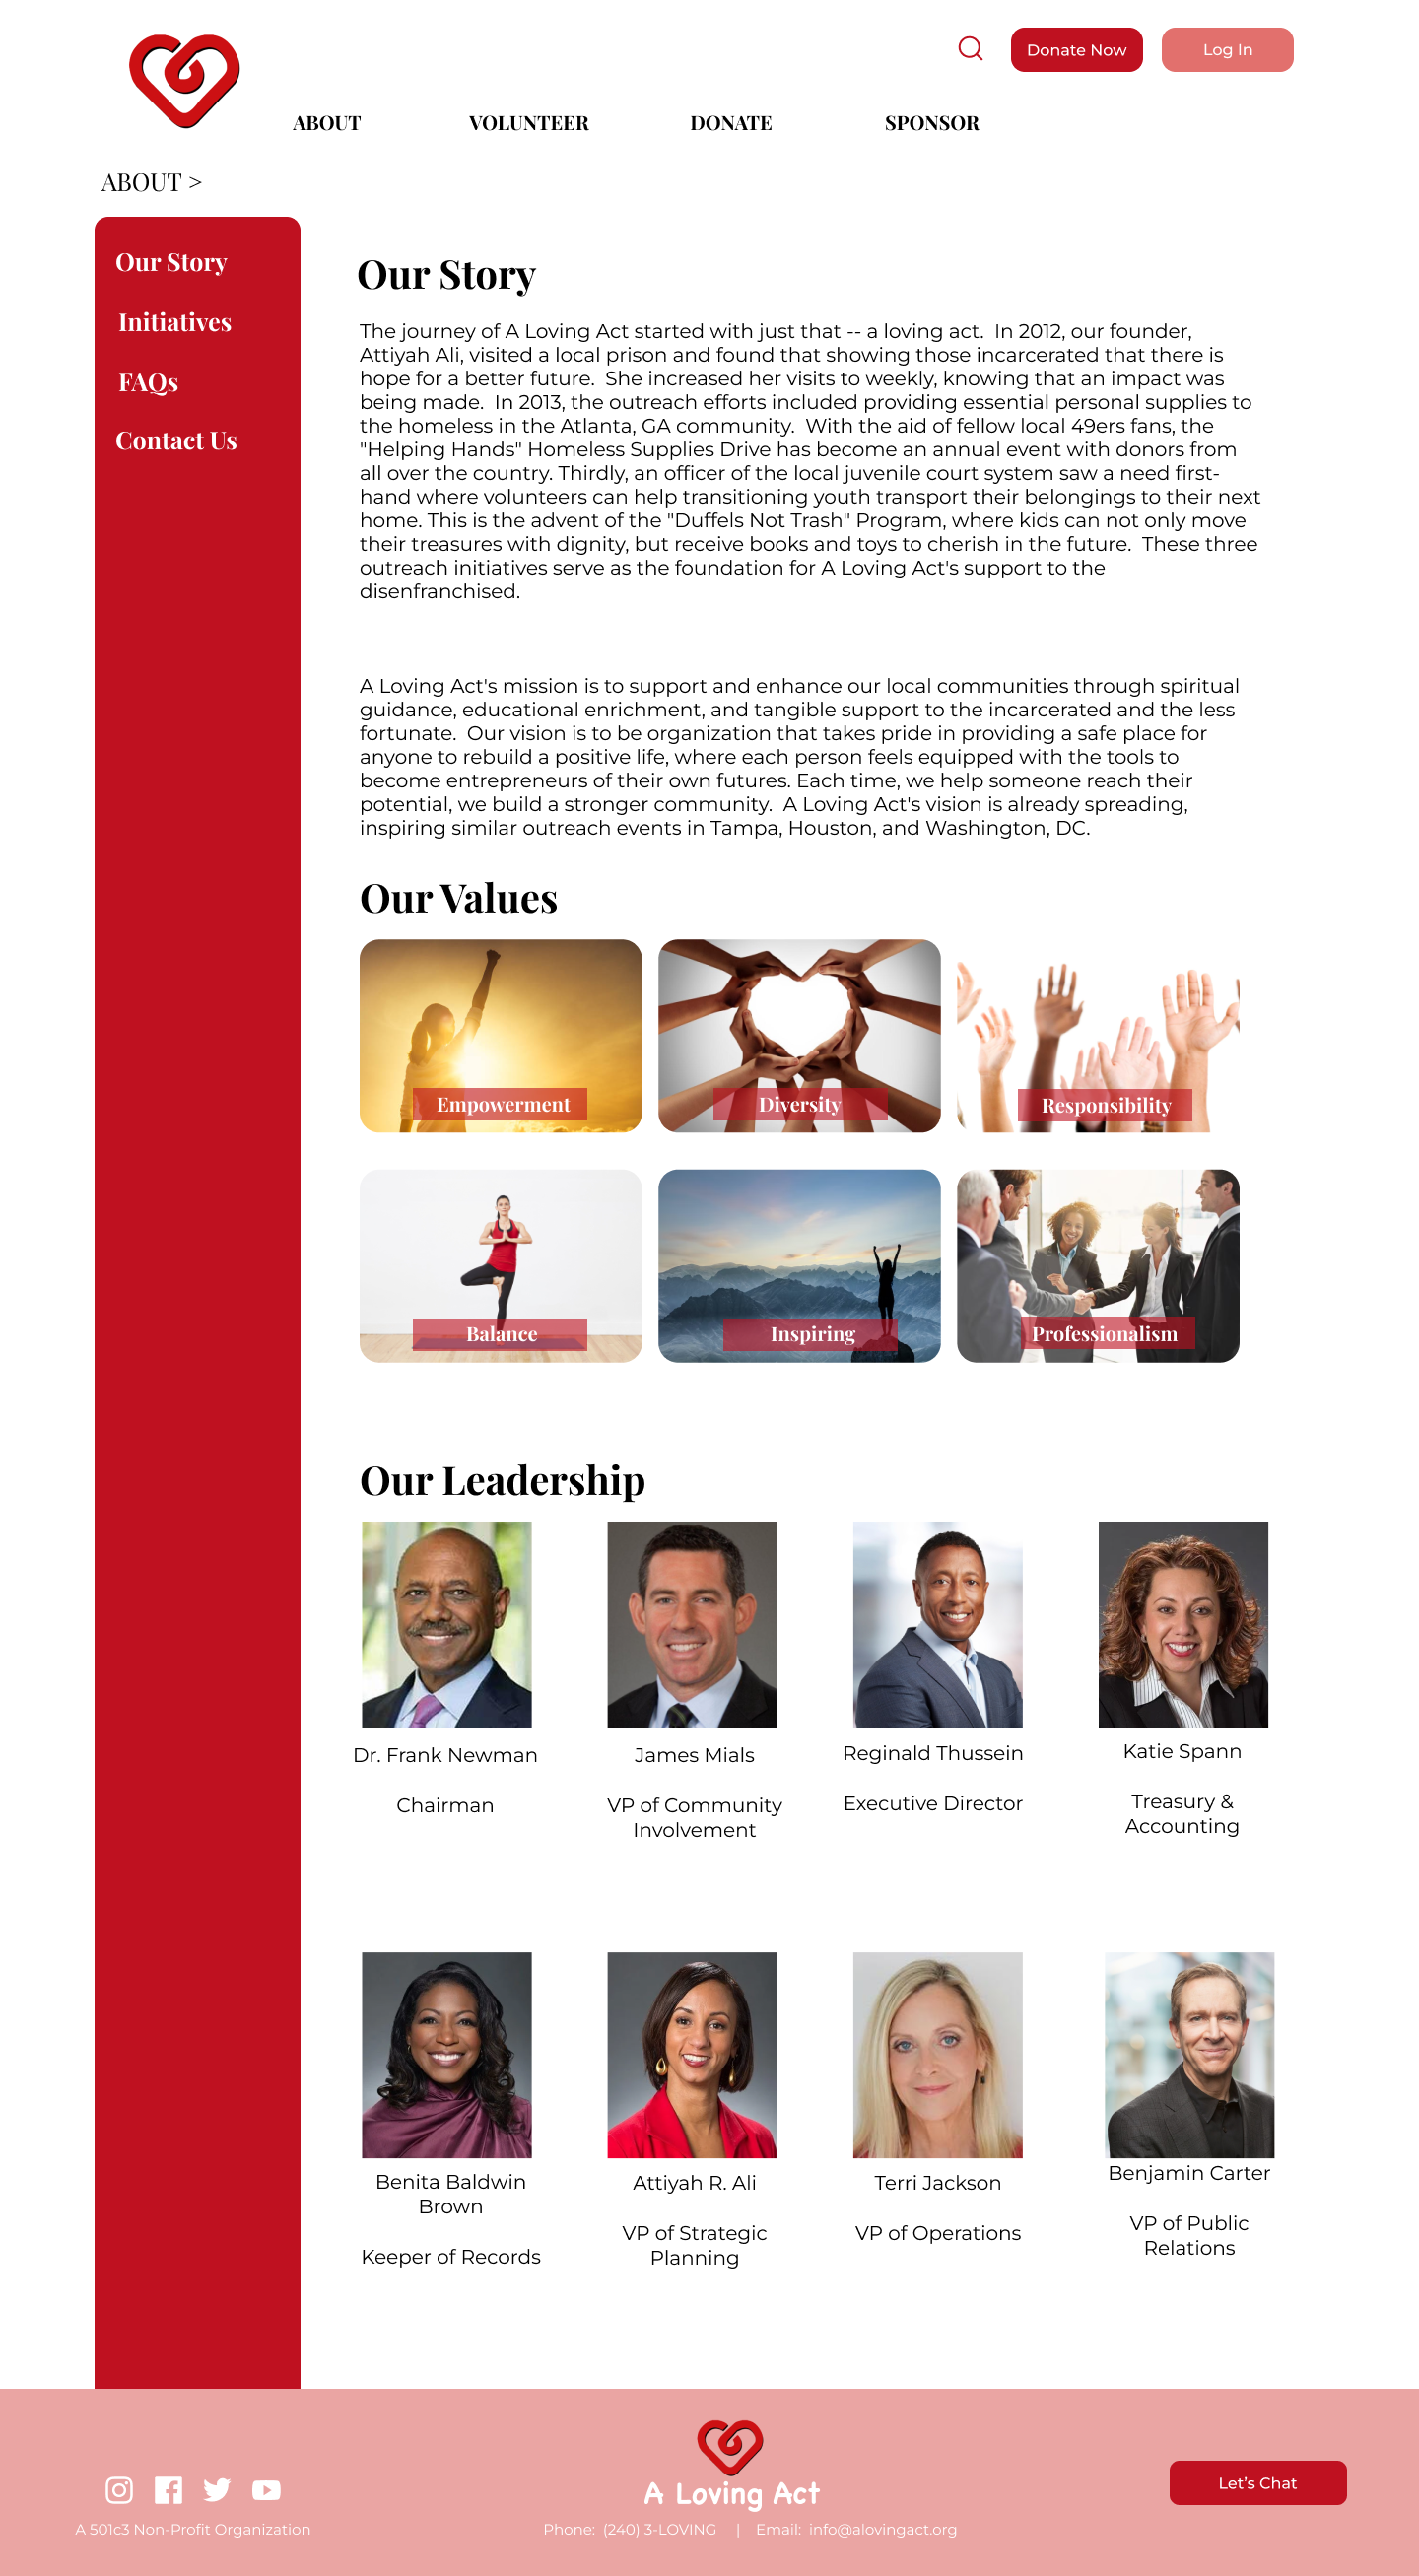 Donate Now
Log In
ABOUT
VOLUNTEER
DONATE
SPONSOR
ABOUT >
Our Story
Initiatives
FAQs
Contact Us
Our Story
The journey of A Loving Act started with just that -- a loving act.  In 2012, our founder,
Attiyah Ali, visited a local prison and found that showing those incarcerated that there is
hope for a better future.  She increased her visits to weekly, knowing that an impact was
being made.  In 2013, the outreach efforts included providing essential personal supplies to
the homeless in the Atlanta, GA community.  With the aid of fellow local 49ers fans, the
"Helping Hands" Homeless Supplies Drive has become an annual event with donors from
all over the country. Thirdly, an officer of the local juvenile court system saw a need first-
hand where volunteers can help transitioning youth transport their belongings to their next
home. This is the advent of the "Duffels Not Trash" Program, where kids can not only move
their treasures with dignity, but receive books and toys to cherish in the future.  These three
outreach initiatives serve as the foundation for A Loving Act's support to the
disenfranchised.
A Loving Act's mission is to support and enhance our local communities through spiritual
guidance, educational enrichment, and tangible support to the incarcerated and the less
fortunate.  Our vision is to be organization that takes pride in providing a safe place for
anyone to rebuild a positive life, where each person feels equipped with the tools to
become entrepreneurs of their own futures. Each time, we help someone reach their
potential, we build a stronger community.  A Loving Act's vision is already spreading,
inspiring similar outreach events in Tampa, Houston, and Washington, DC.
Our Values
Empowerment
Diversity
Responsibility
Balance
Inspiring
Professionalism
Our Leadership
Dr. Frank Newman
Chairman
James Mials
VP of Community
Involvement
Reginald Thussein
Executive Director
Katie Spann
Treasury &
Accounting
Benita Baldwin
Brown
Keeper of Records
Attiyah R. Ali
VP of Strategic
Planning
Terri Jackson
VP of Operations
Benjamin Carter
VP of Public
Relations
A 501c3 Non-Profit Organization
A Loving Act
Phone:  (240) 3-LOVING    |    Email:  info@alovingact.org
Let's Chat